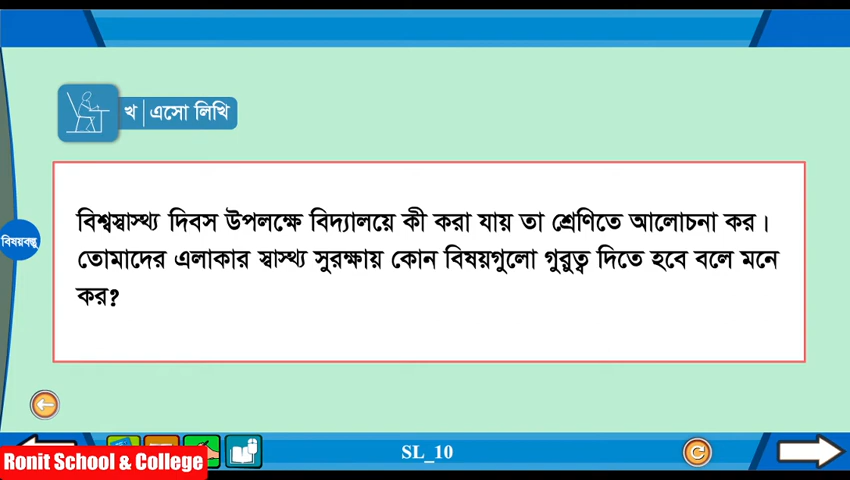 খ | এসো লিখি
বিশ্বস্বাস্থ্য দিবস উপলক্ষে বিদ্যালয়ে কী করা যায় তা শ্রেণিতে আলোচনা কর।
তোমাদের এলাকার স্বাস্থ্য সুরক্ষায় কোন বিষয়গুলো গুরুত্ব দিতে হবে বলে মনে
কর?
বিষয়বস্তু
SL_10
Ronit School & College